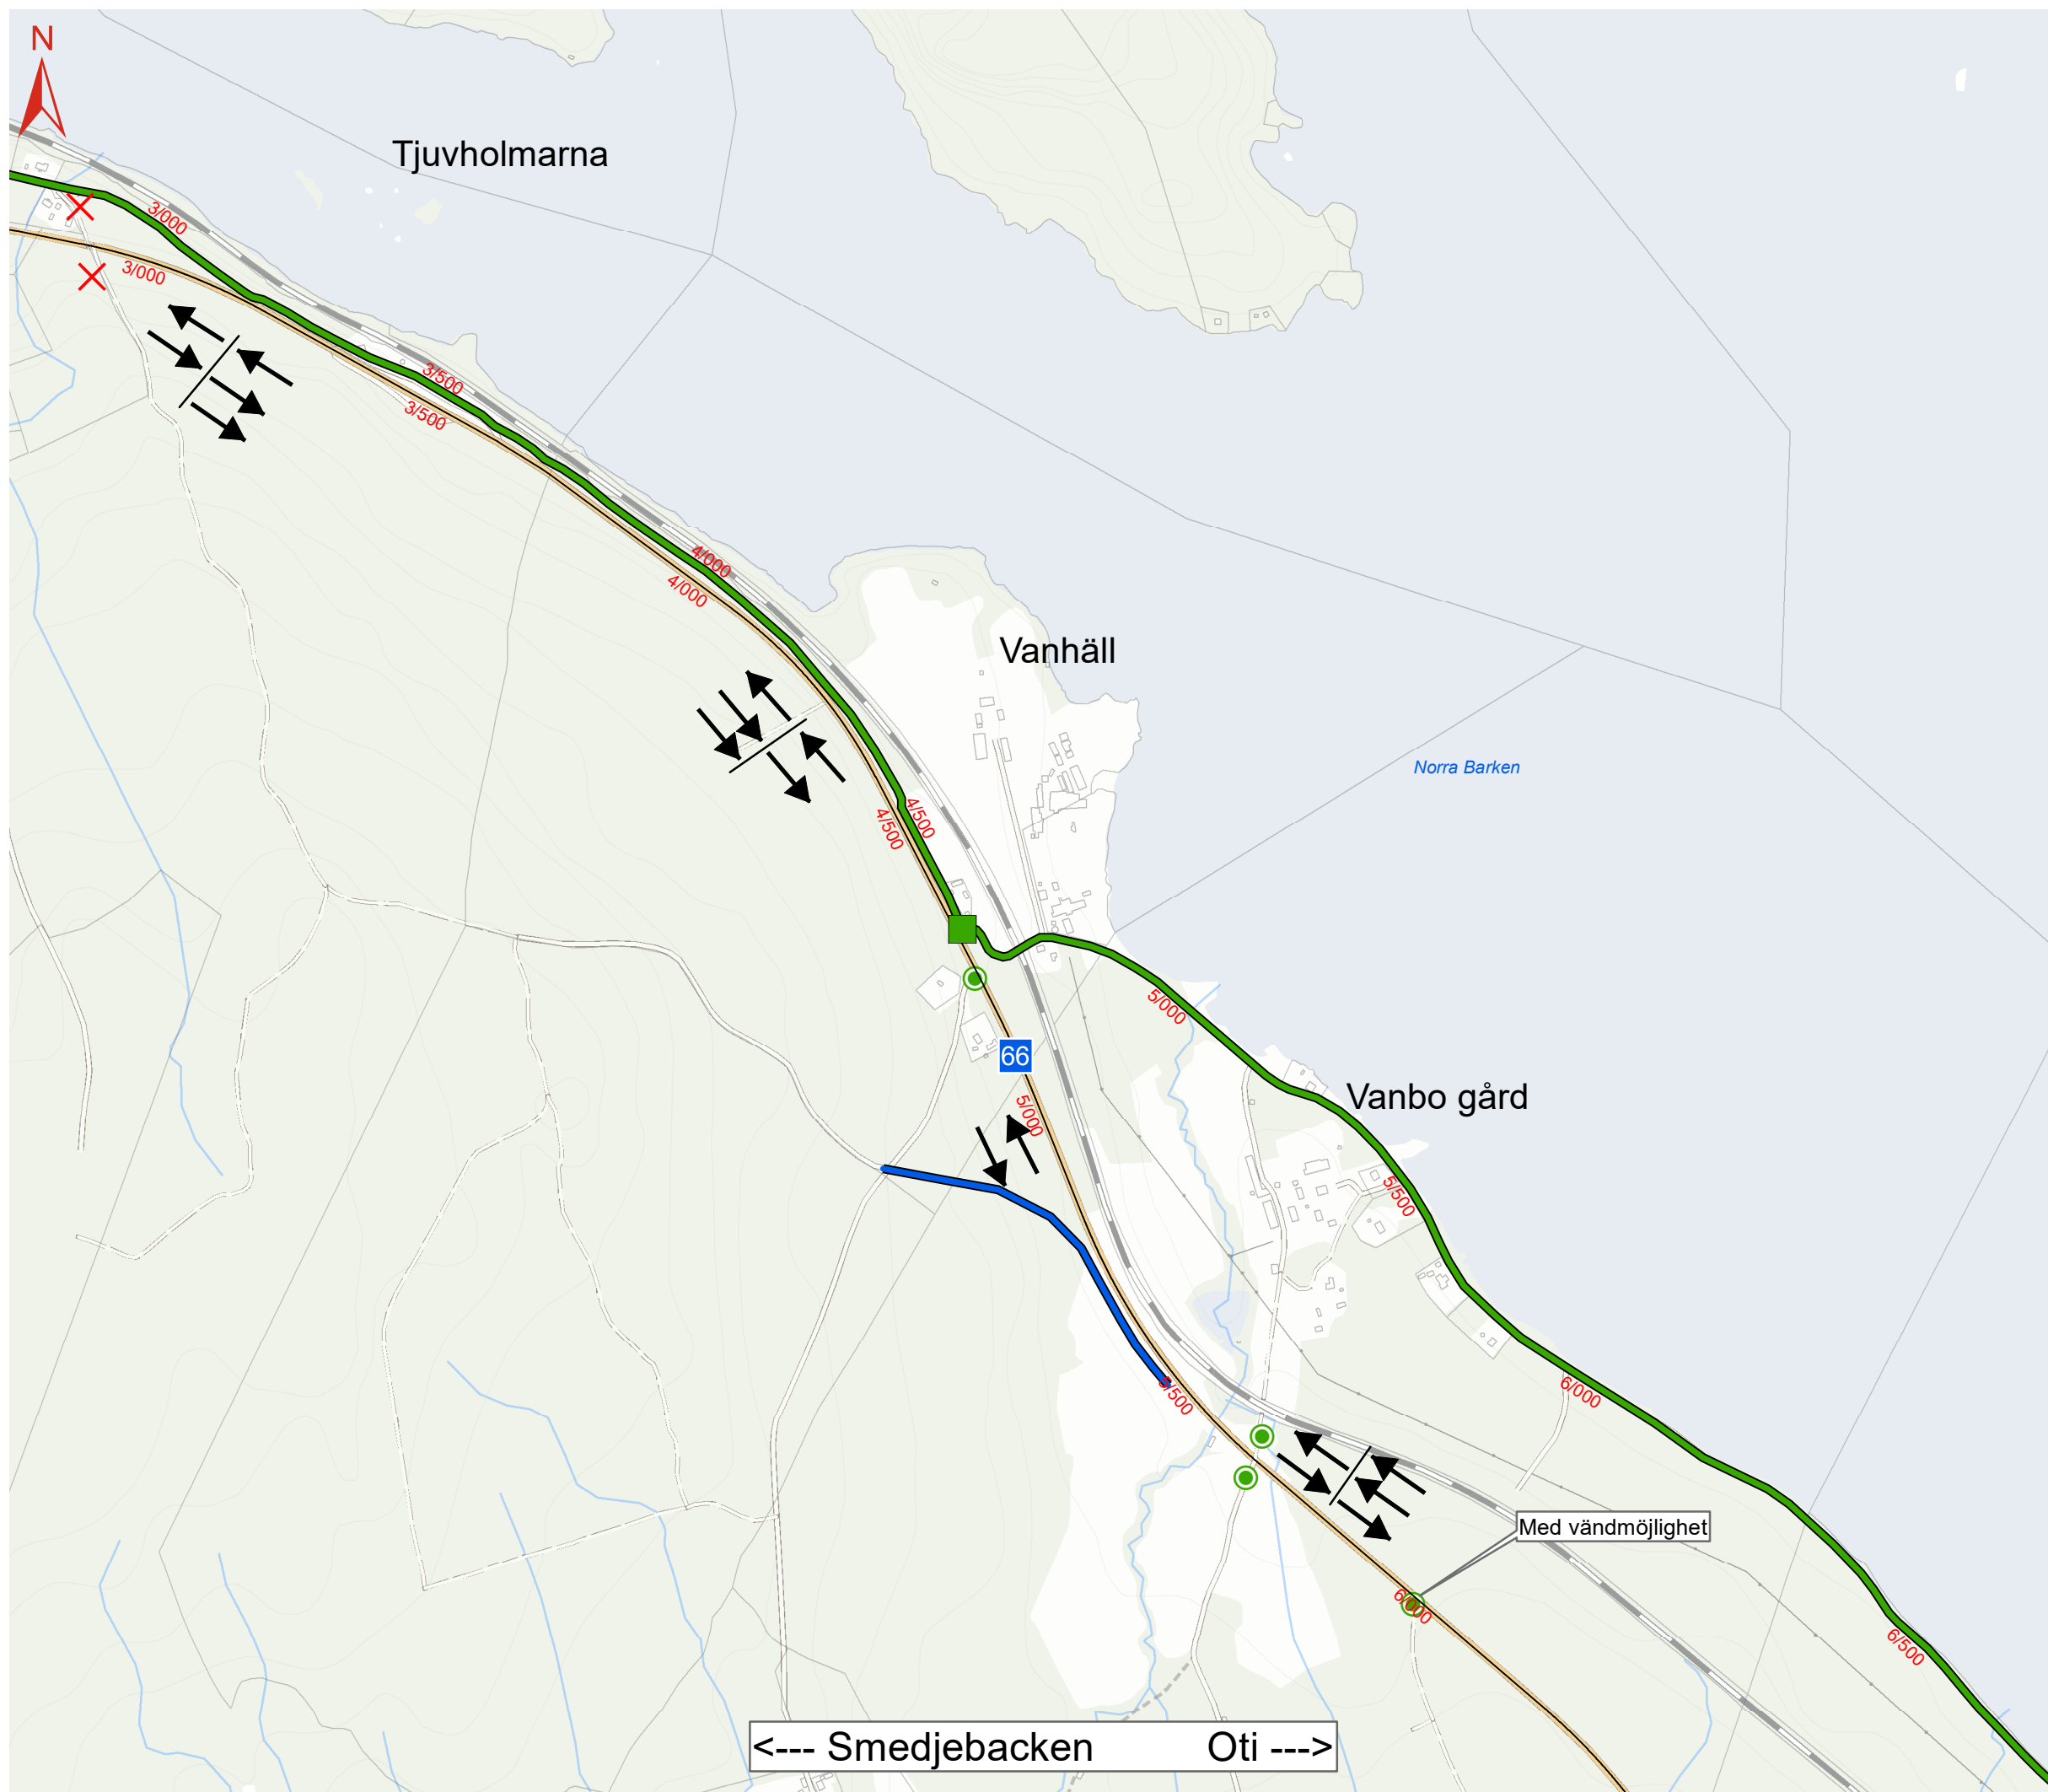 N
Tjuvholmarna
3/000
3/000
3/500
3/500
4/000
4/000
Vanhäll
Norra Barken
4/500
4/500
5/000
66
Vanbo gård
5/000
5/500
5/500
6/000
Med vändmöjlighet
6/000
6/500
<--- Smedjebacken Oti --->